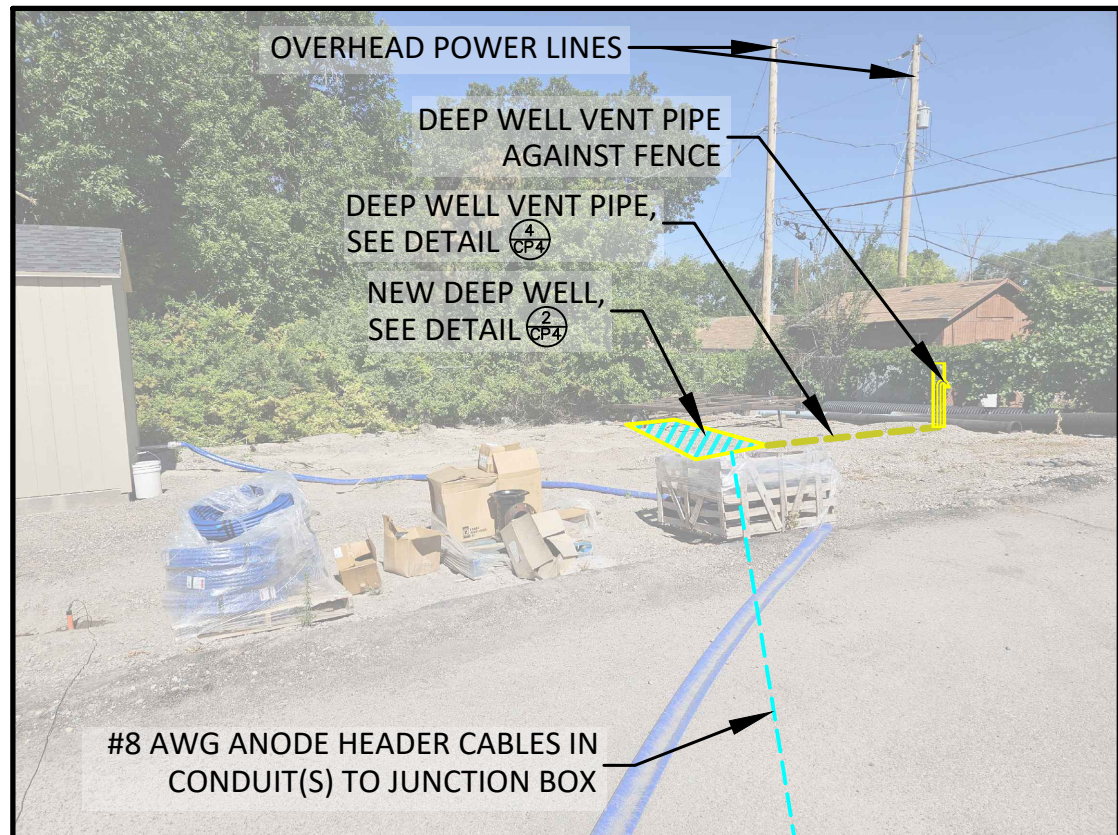 OVERHEAD POWER LINES
DEEP WELL VENT PIPE
AGAINST FENCE
DEEP WELL VENT PIPE,
SEE DETAIL 4 CP4
NEW DEEP WELL,
SEE DETAIL 2 CP4
#8 AWG ANODE HEADER CABLES IN
CONDUIT(S) TO JUNCTION BOX